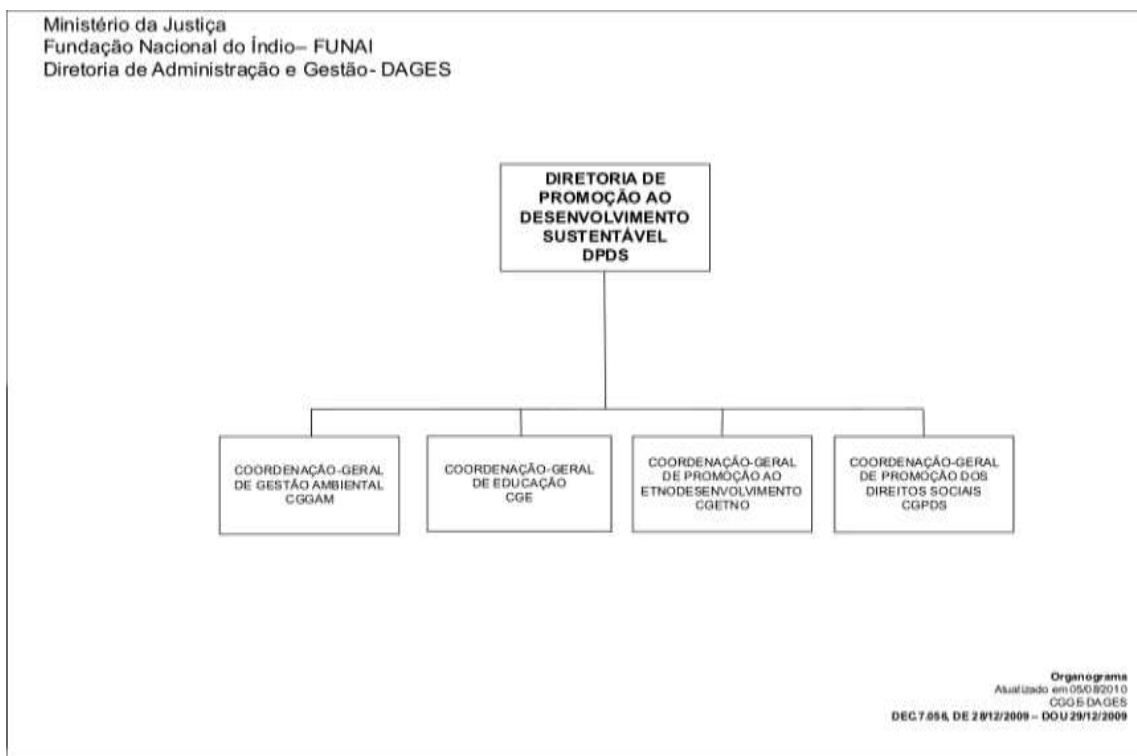 Ministério da Justiça
Fundação Nacional do Índio– FUNAI
Diretoria de Administração e Gestão- DAGES
DIRETORIA DE
PROMOÇÃO AO
DESENVOLVIMENTO
SUSTENTÁVEL
DPDS
COORDENAÇÃO-GERAL
DE GESTÃO AMBIENTAL
CGGAM
COORDENAÇÃO-GERAL
DE EDUCAÇÃO
CGE
COORDENAÇÃO-GERAL
DE PROMOÇÃO AO
ETNODESENVOLVIMENTO
CGETNO
COORDENAÇÃO-GERAL
DE PROMOÇÃO DOS
DIREITOS SOCIAIS
CGPDS
Organograma
Atualizado em 05/08/2010
CGGE-DAGES
DEC 7.056, DE 28/12/2009 – DOU 29/12/2009